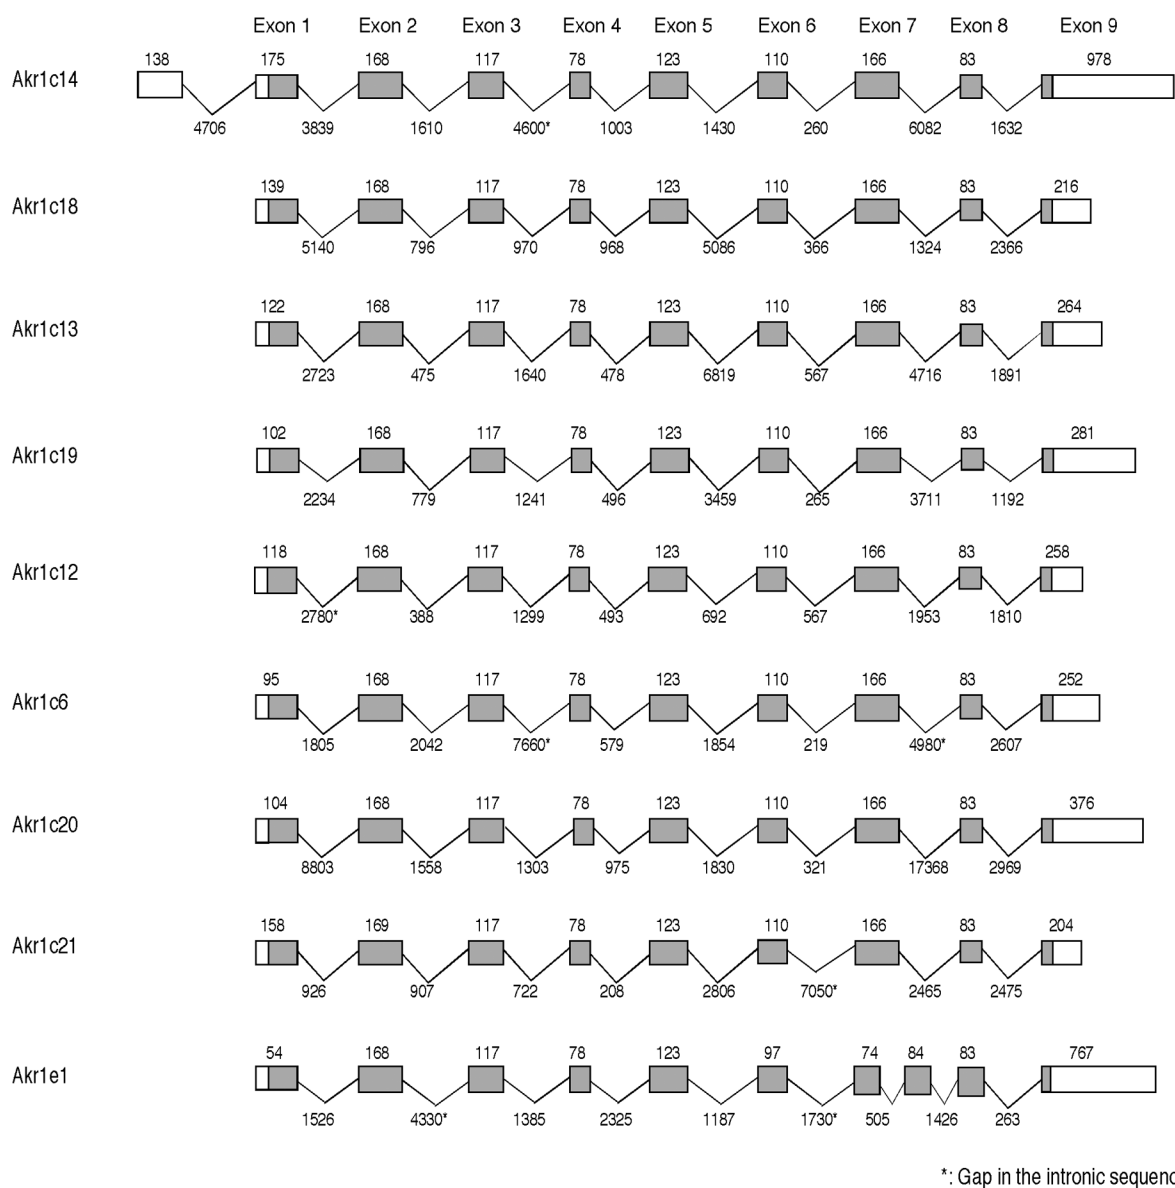 Exon 1 Exon 2 Exon 3 Exon 4 Exon 5 Exon 6 Exon 7 Exon 8 Exon 9
138 175 168 117 78 123 110 166 83 978
Akr1c14
4706 3839 1610 4600* 1003 1430 260 6082 1632
139 168 117 78 123 110 166 83 216
Akr1c18
5140 796 970 968 5086 366 1324 2366
122 168 117 78 123 110 166 83 264
Akr1c13
2723 475 1640 478 6819 567 4716 1891
102 168 117 78 123 110 166 83 281
Akr1c19
2234 779 1241 496 3459 265 3711 1192
118 168 117 78 123 110 166 83 258
Akr1c12
2780* 388 1299 493 692 567 1953 1810
95 168 117 78 123 110 166 83 252
Akr1c6
1805 2042 7660* 579 1854 219 4980* 2607
104 168 117 78 123 110 166 83 376
Akr1c20
8803 1558 1303 975 1830 321 17368 2969
158 169 117 78 123 110 166 83 204
Akr1c21
926 907 722 208 2806 7050* 2465 2475
54 168 117 78 123 97 74 84 83 767
Akr1e1
1526 4330* 1385 2325 1187 1730* 505 1426 263
*: Gap in the intronic sequenc